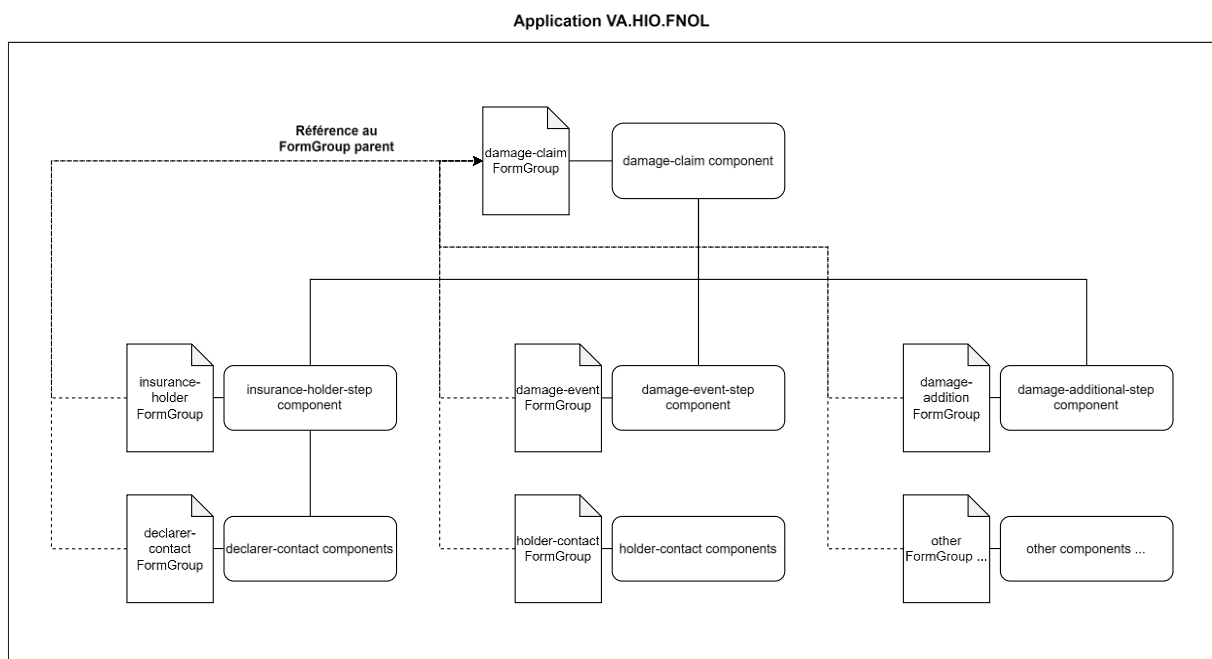 Application VA.HIO.FNOL
Référence au
FormGroup parent
damage-claim
FormGroup
damage-claim component
insurance-
holder
FormGroup
insurance-holder-step
component
damage-event
FormGroup
damage-event-step
component
damage-
addition
FormGroup
damage-additional-step
component
declarer-
contact
FormGroup
declarer-contact components
holder-contact
FormGroup
holder-contact components
other
FormGroup ...
other components ...